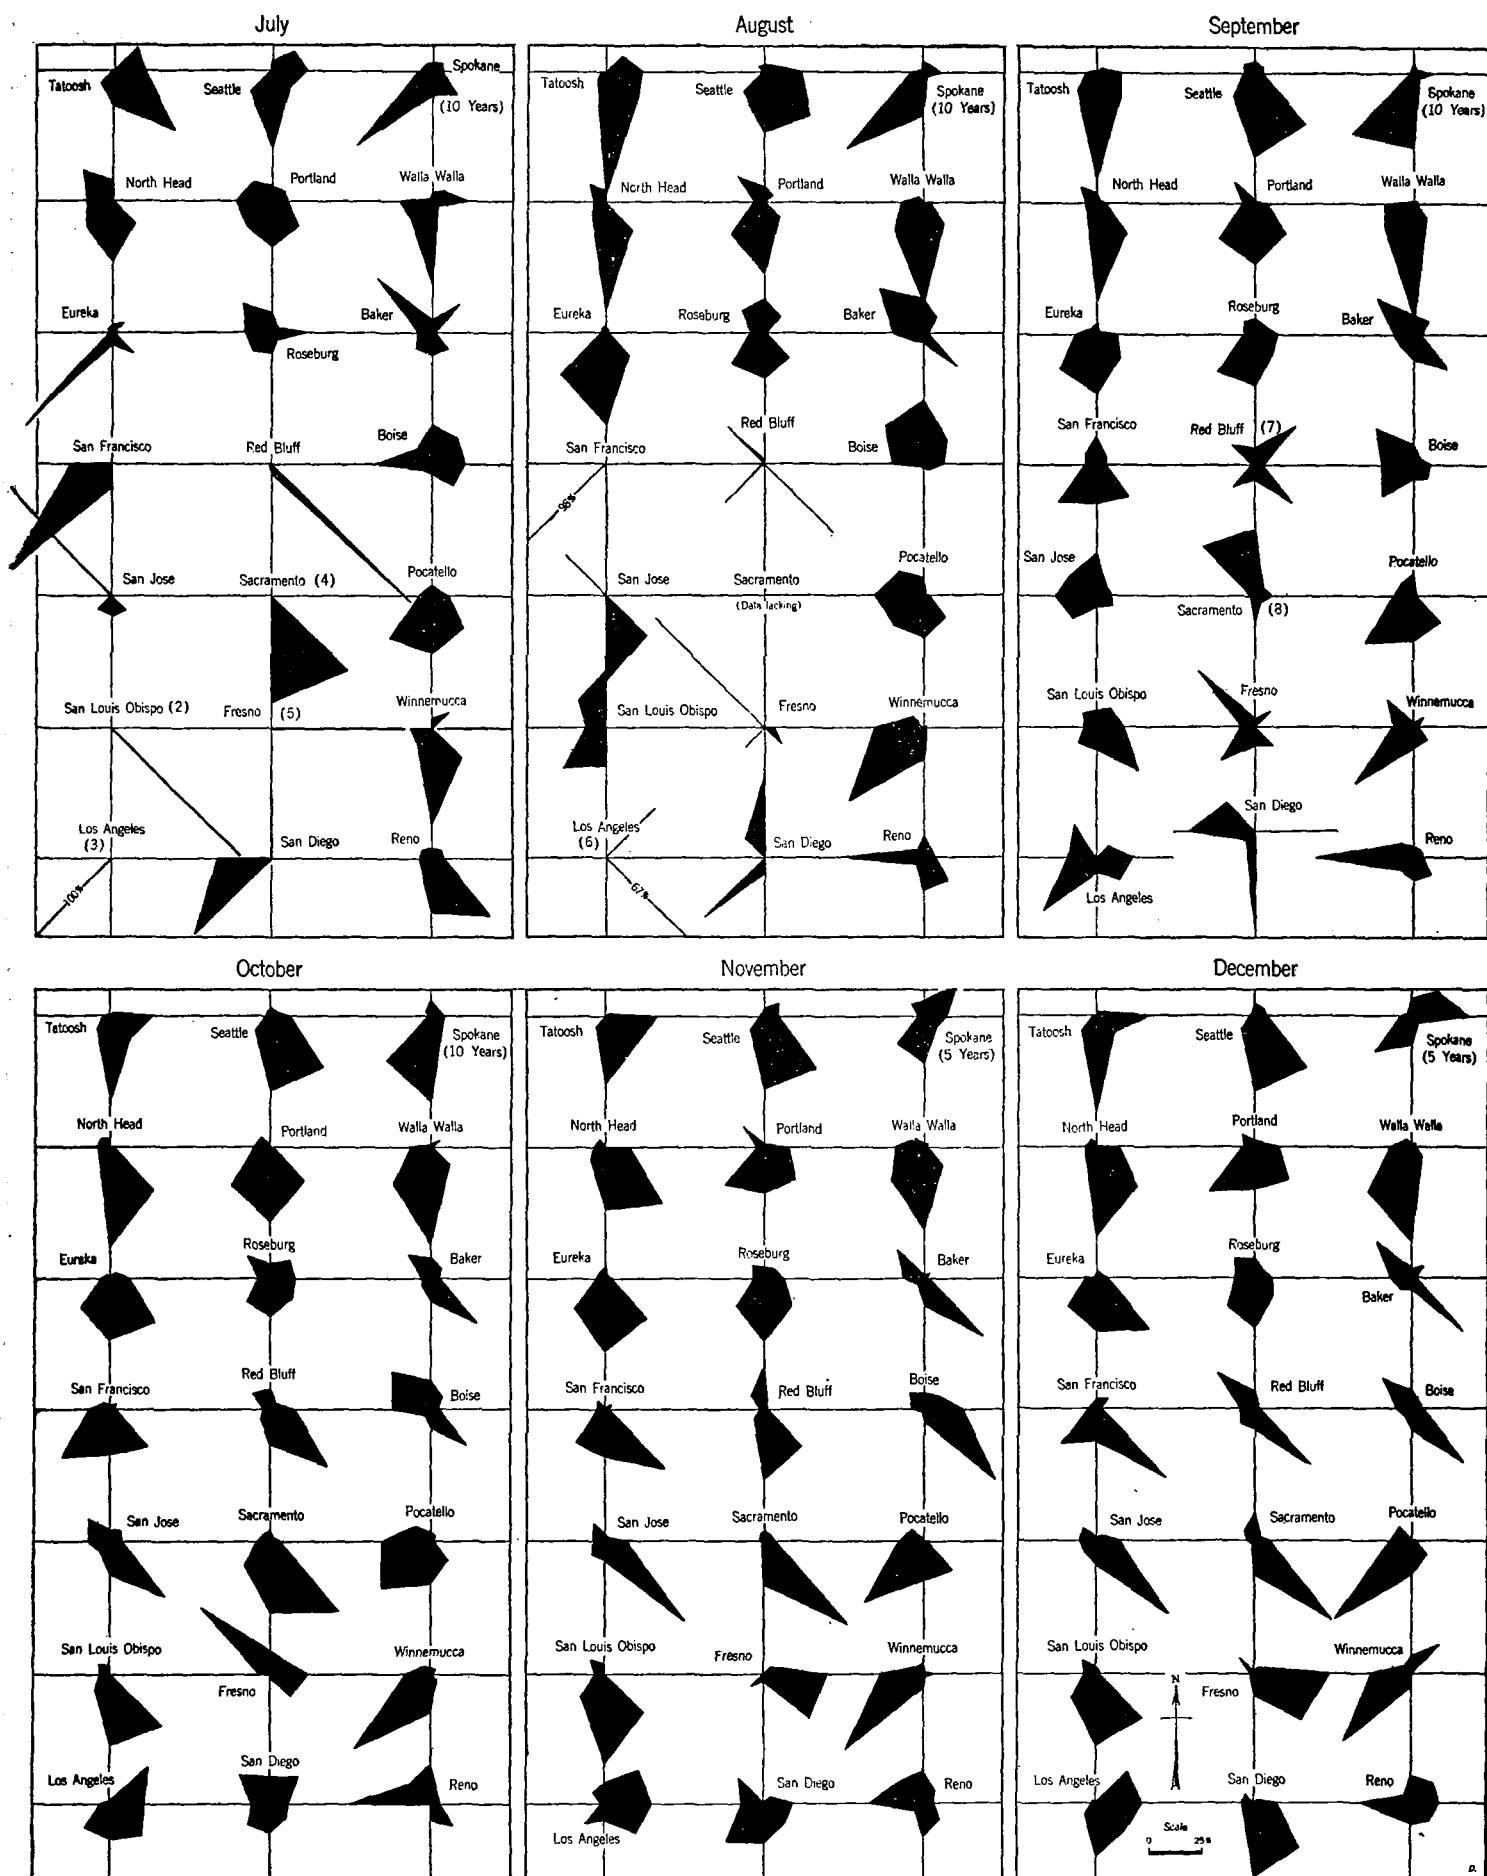 July
Tatoosh
Seattle
Spokane
(10 Years)
North Head
Portland
Walla Walla
Eureka
Baker
Roseburg
San Francisco
Red Bluff
Boise
San Jose
Sacramento (4)
Pocatello
San Louis Obispo (2)
Fresno (5)
Winnemucca
Los Angeles
(3)
San Diego
Reno
100%
August
Tatoosh
Seattle
Spokane
(10 Years)
North Head
Portland
Walla Walla
Eureka
Roseburg
Baker
Red Bluff
San Francisco
Boise
96%
Pocatello
San Jose
Sacramento
(Data lacking)
San Louis Obispo
Fresno
Winnemucca
Los Angeles
(6)
San Diego
Reno
67%
September
Tatoosh
Seattle
Spokane
(10 Years)
North Head
Portland
Walla Walla
Eureka
Roseburg
Baker
San Francisco
Red Bluff (7)
Boise
San Jose
Pocatello
Sacramento (8)
San Louis Obispo
Fresno
Winnemucca
San Diego
Reno
Los Angeles
October
Tatoosh
Seattle
Spokane
(10 Years)
North Head
Portland
Walla Walla
Eureka
Roseburg
Baker
San Francisco
Red Bluff
Boise
San Jose
Sacramento
Pocatello
San Louis Obispo
Fresno
Winnemucca
Los Angeles
San Diego
Reno
November
Tatoosh
Seattle
Spokane
(5 Years)
North Head
Portland
Walla Walla
Eureka
Roseburg
Baker
San Francisco
Red Bluff
Boise
San Jose
Sacramento
Pocatello
San Louis Obispo
Fresno
Winnemucca
San Diego
Reno
Los Angeles
December
Tatoosh
Seattle
Spokane
(5 Years)
North Head
Portland
Walla Walla
Eureka
Roseburg
Baker
San Francisco
Red Bluff
Boise
San Jose
Sacramento
Pocatello
San Louis Obispo
Fresno
N
Winnemucca
Los Angeles
San Diego
Reno
Scale
0 25%